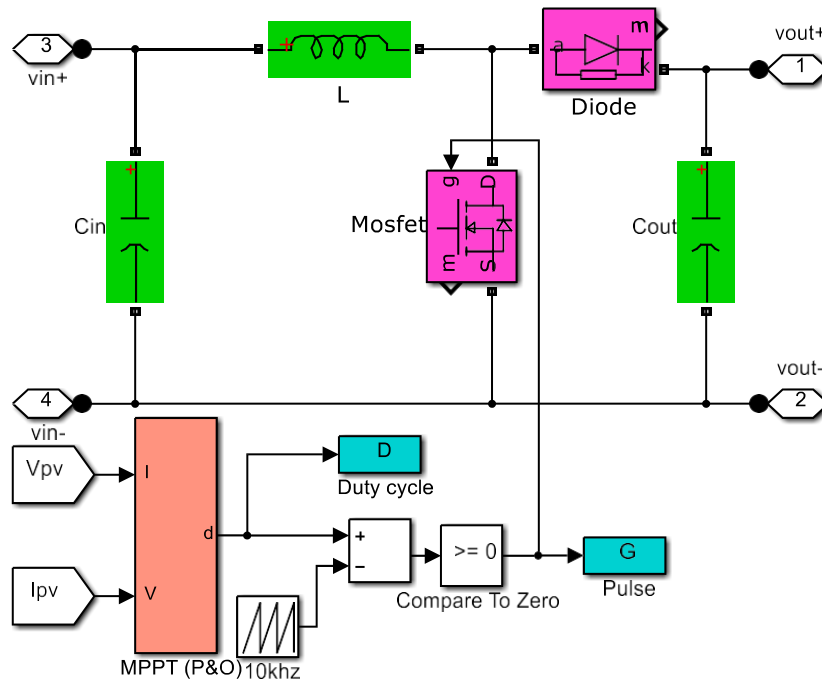 3
vin+
+
L
a
m
k
Diode
vout+
1
+
Cin
g
D
m
S
Mosfet
+
Cout
4
vin-
vout-
2
Vpv
I
D
Duty cycle
d
+
−
>= 0
G
Compare To Zero
Pulse
Ipv
V
MPPT (P&O)
10khz